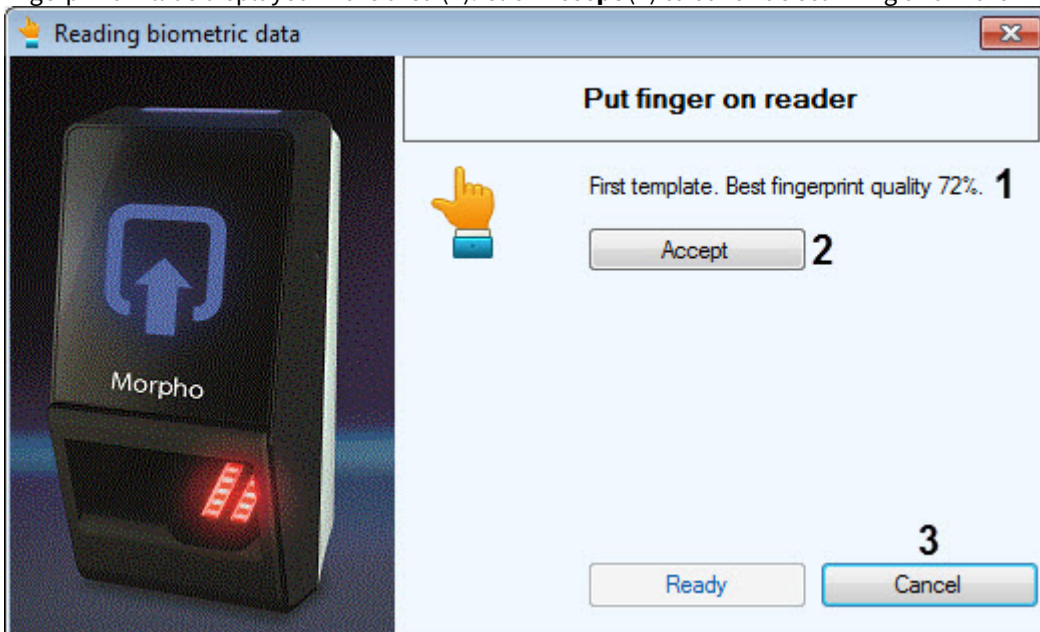 Reading biometric data
Put finger on reader
First template. Best fingerprint quality 72%. 1
Accept 2
Morpho
3
Ready Cancel